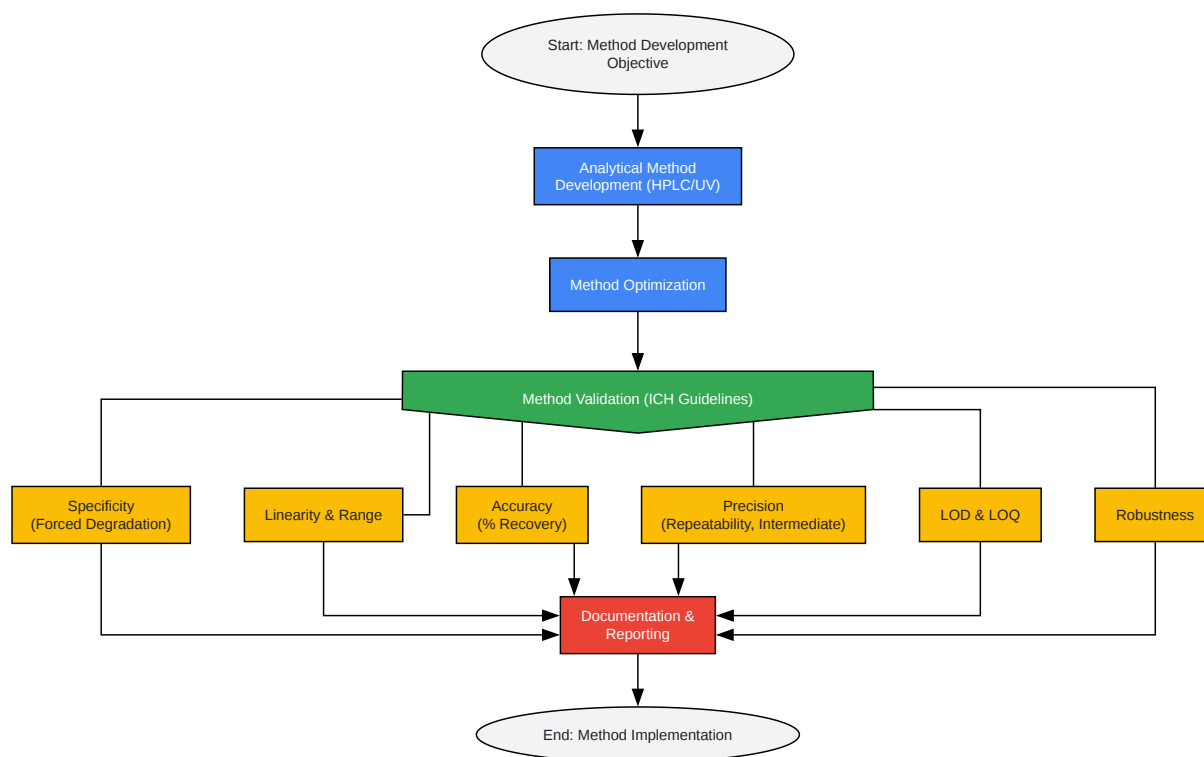 Start: Method Development
Objective
Analytical Method
Development (HPLC/UV)
Method Optimization
Method Validation (ICH Guidelines)
Specificity
(Forced Degradation)
Linearity & Range
Accuracy
(% Recovery)
Precision
(Repeatability, Intermediate)
LOD & LOQ
Robustness
Documentation &
Reporting
End: Method Implementation